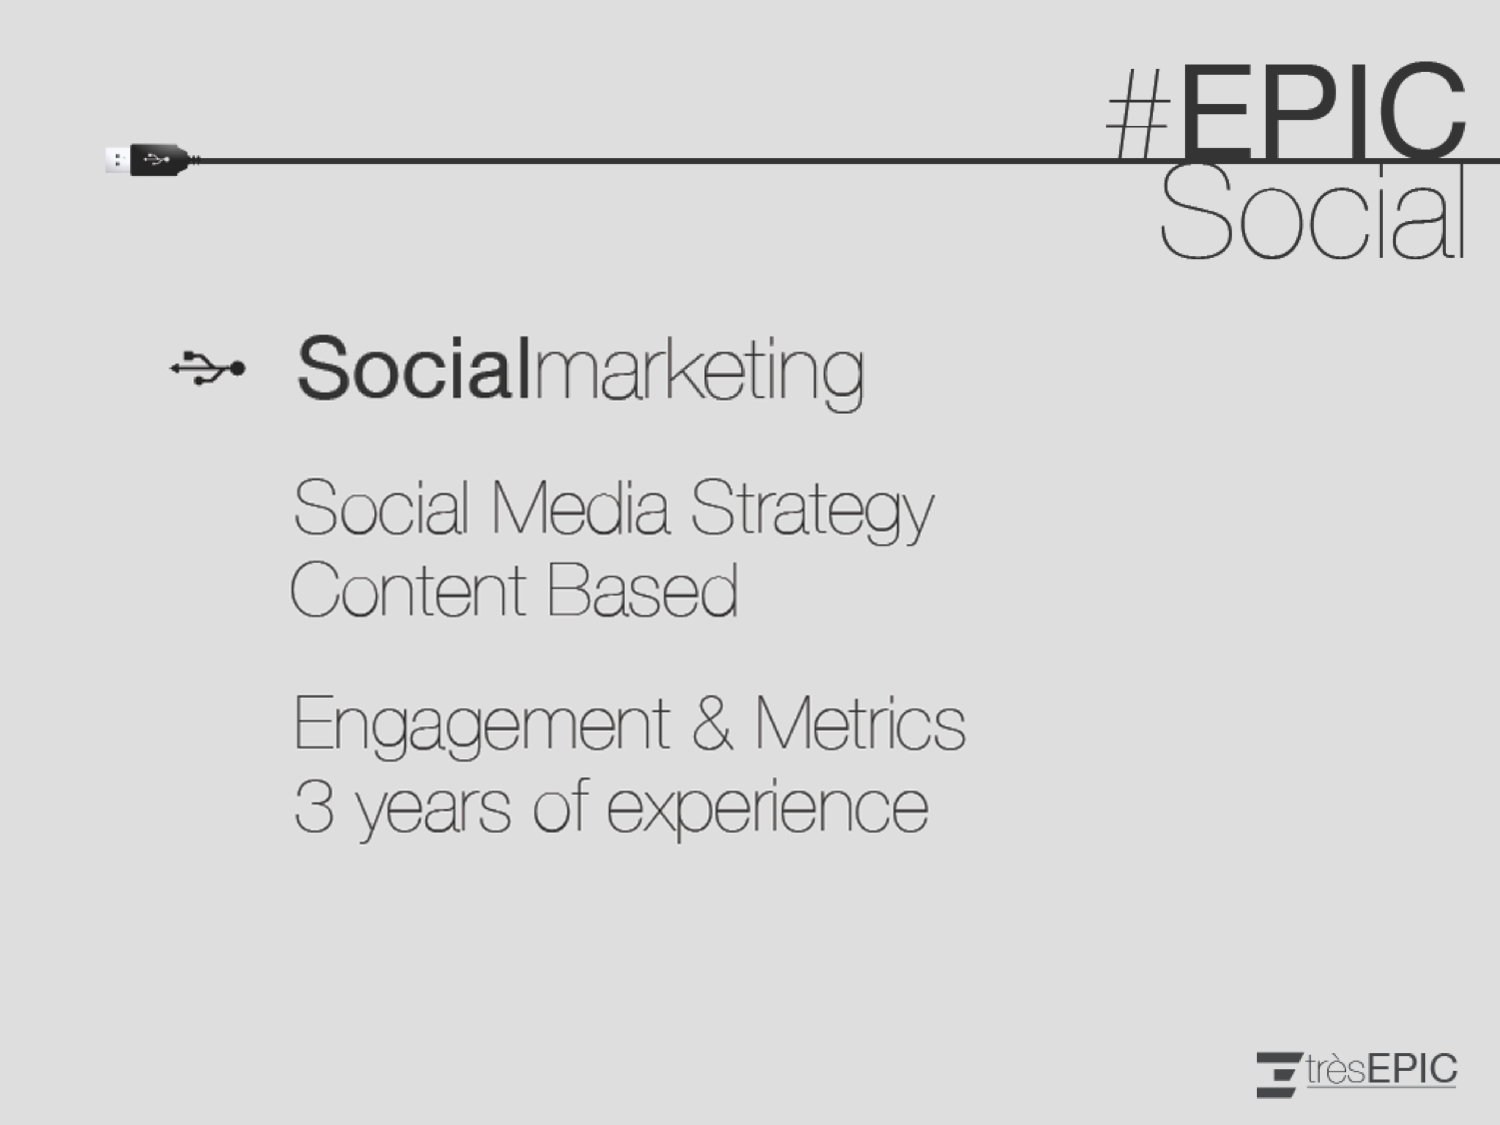 #EPIC
Social
Socialmarketing
Social Media Strategy
Content Based
Engagement & Metrics
3 years of experience
trèsEPIC